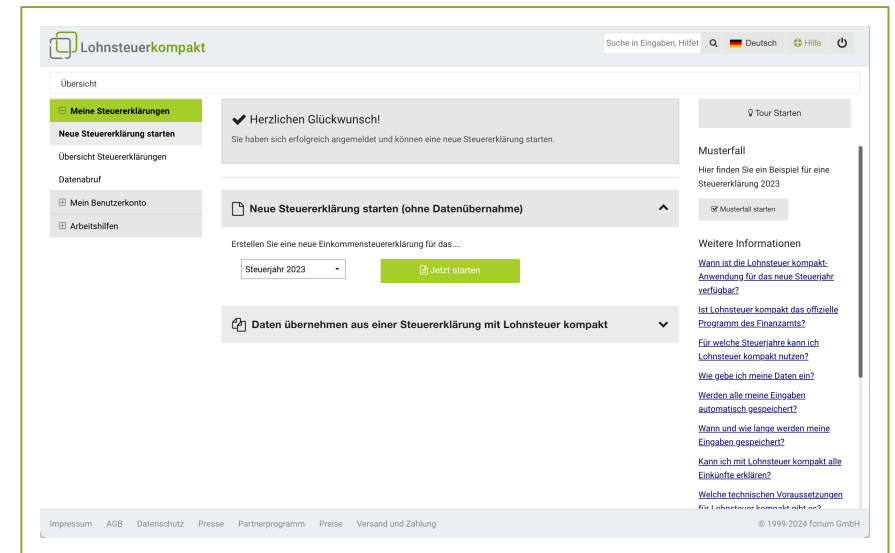 Lohnsteuerkompakt
Suche in Eingaben, Hilfet
Deutsch
Hilfe
Übersicht
Meine Steuererklärungen
Neue Steuererklärung starten
Übersicht Steuererklärungen
Datenabruf
Mein Benutzerkonto
Arbeitshilfen
Herzlichen Glückwunsch!
Sie haben sich erfolgreich angemeldet und können eine neue Steuererklärung starten.
Neue Steuererklärung starten (ohne Datenübernahme)
Erstellen Sie eine neue Einkommensteuererklärung für das....
Steuerjahr 2023
Jetzt starten
Daten übernehmen aus einer Steuererklärung mit Lohnsteuer kompakt
Tour Starten
Musterfall
Hier finden Sie ein Beispiel für eine
Steuererklärung 2023
Musterfall starten
Weitere Informationen
Wann ist die Lohnsteuer kompakt-
Anwendung für das neue Steuerjahr
verfügbar?
Ist Lohnsteuer kompakt das offizielle
Programm des Finanzamts?
Für welche Steuerjahre kann ich
Lohnsteuer kompakt nutzen?
Wie gebe ich meine Daten ein?
Werden alle meine Eingaben
automatisch gespeichert?
Wann und wie lange werden meine
Eingaben gespeichert?
Kann ich mit Lohnsteuer kompakt alle
Einkünfte erklären?
Welche technischen Voraussetzungen
für Lohnsteuer kompakt gibt es?
Impressum AGB Datenschutz Presse Partnerprogramm Preise Versand und Zahlung
© 1999-2024 forium GmbH